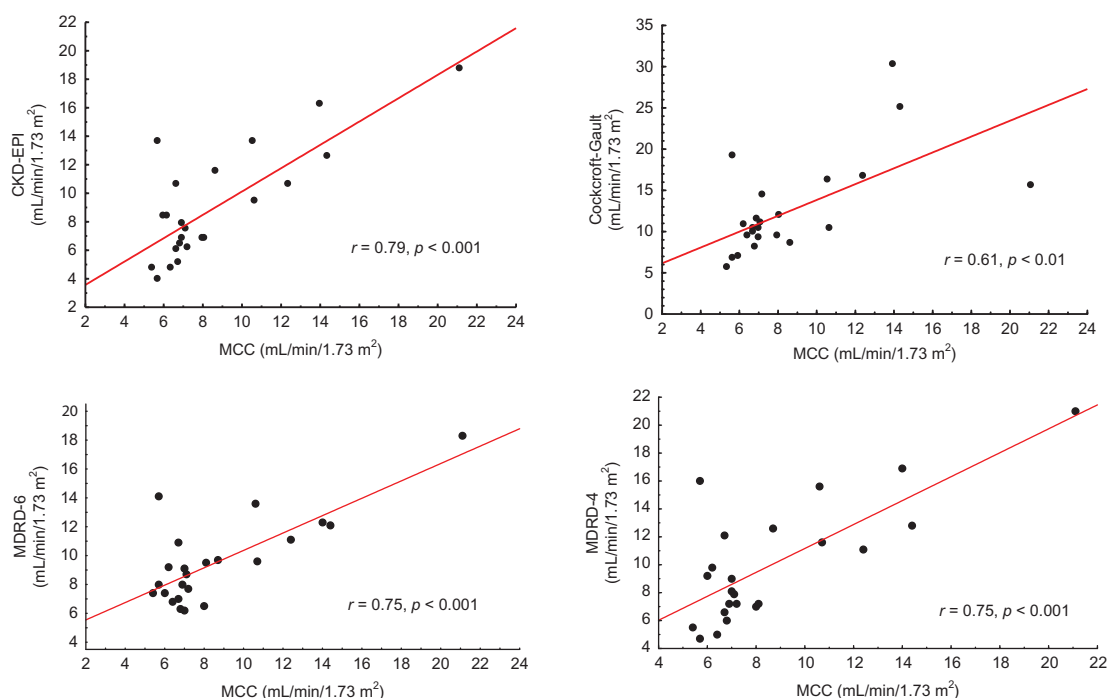 22
20
18
16
14
12
10
8
6
4
2
CKD-EPI
(mL/min/1.73 m²)
r = 0.79, p < 0.001
2 4 6 8 10 12 14 16 18 20 22 24
MCC (mL/min/1.73 m²)
35
30
25
20
15
10
5
0
Cockcroft-Gault
(mL/min/1.73 m²)
r = 0.61, p < 0.01
2 4 6 8 10 12 14 16 18 20 22 24
MCC (mL/min/1.73 m²)
20
18
16
14
12
10
8
6
4
MDRD-6
(mL/min/1.73 m²)
r = 0.75, p < 0.001
2 4 6 8 10 12 14 16 18 20 22 24
MCC (mL/min/1.73 m²)
22
20
18
16
14
12
10
8
6
4
MDRD-4
(mL/min/1.73 m²)
r = 0.75, p < 0.001
4 6 8 10 12 14 16 18 20 22
MCC (mL/min/1.73 m²)